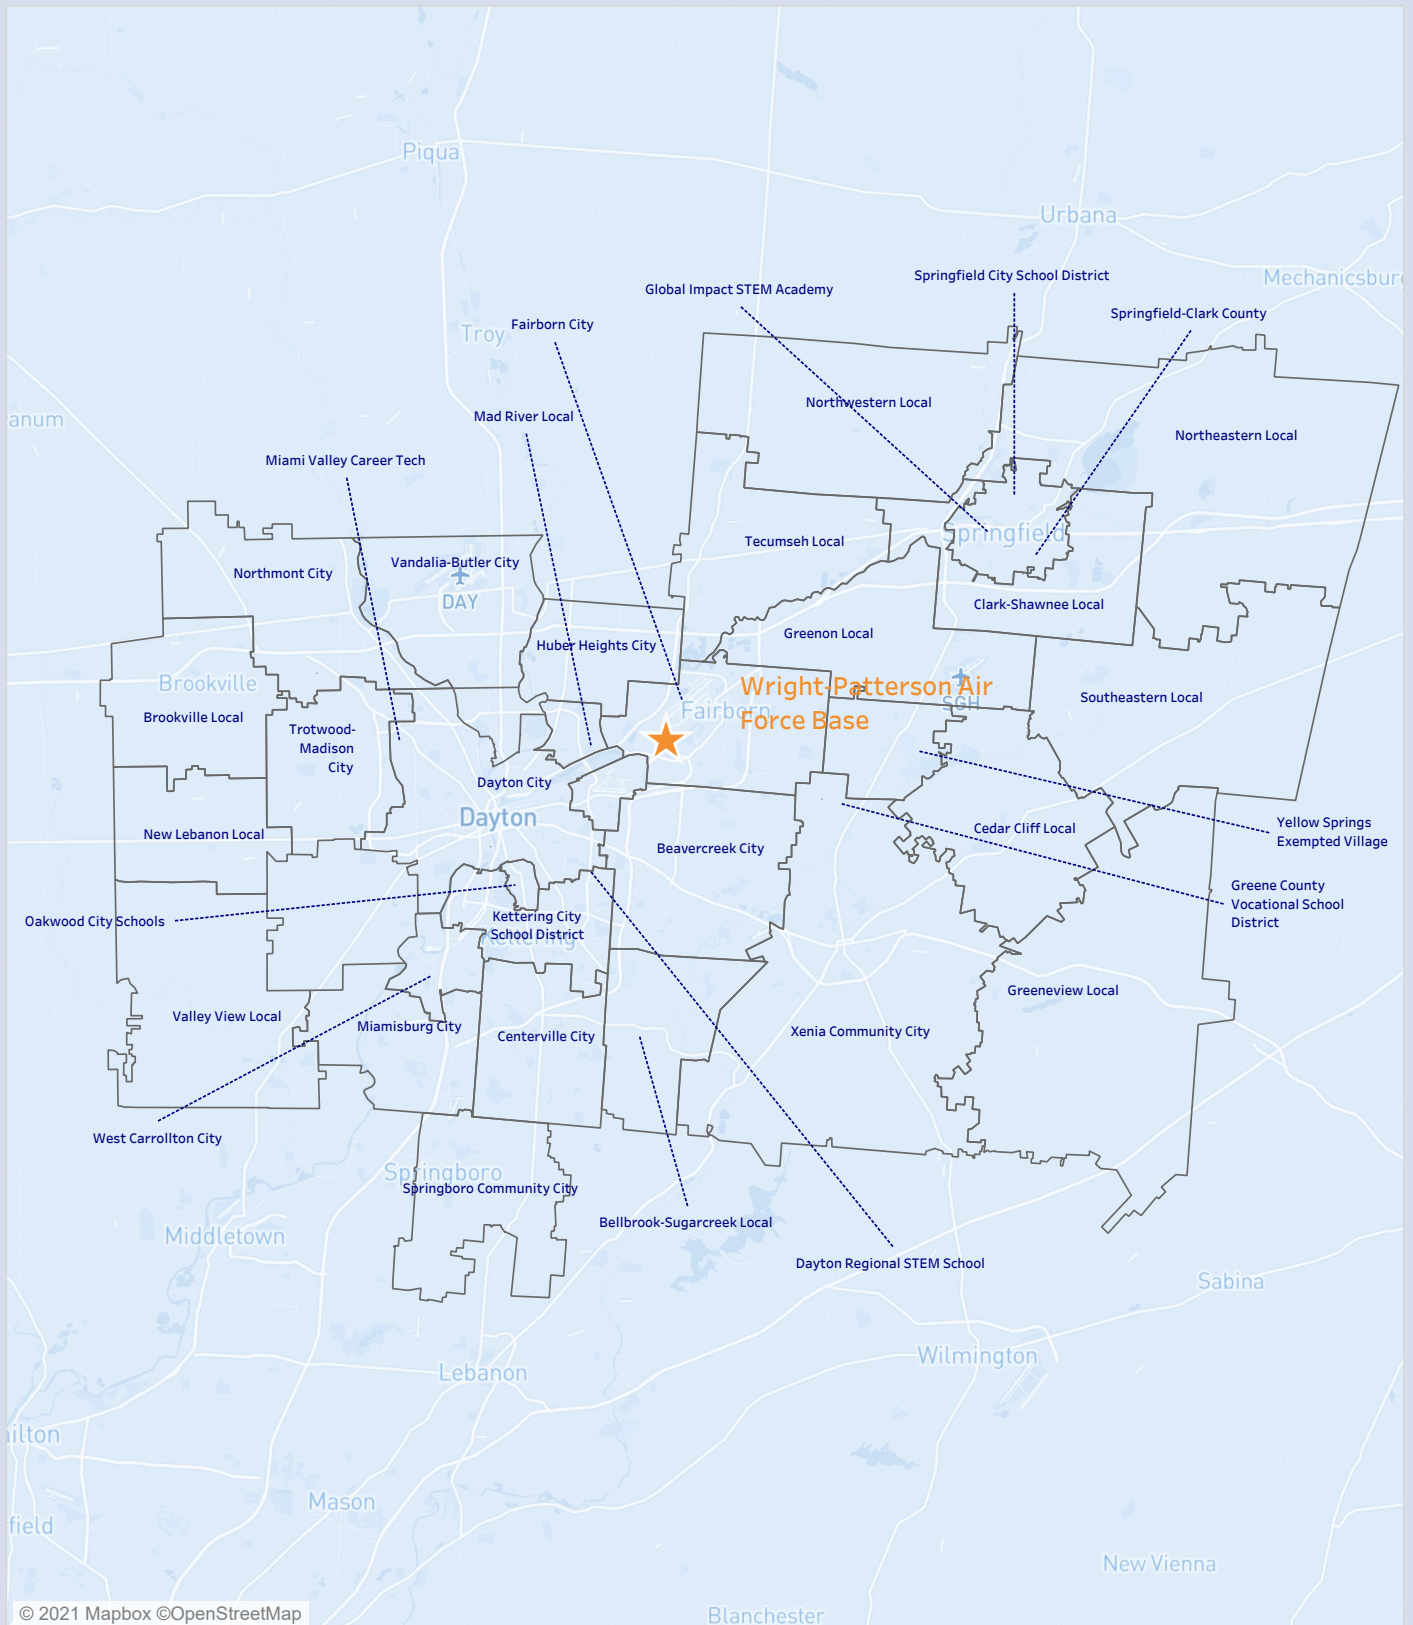 Piqua
Urbana
Mechanicsburg
Springfield City School District
Global Impact STEM Academy
Springfield-Clark County
Fairborn City
Troy
Northwestern Local
Mad River Local
anum
Northeastern Local
Miami Valley Career Tech
Springfield
Tecumseh Local
Vandalia-Butler City
Northmont City
DAY
Clark-Shawnee Local
Greenon Local
Huber Heights City
Brookville
Wright-Patterson Air
Force Base
SGH
Southeastern Local
Fairborn
Brookville Local
Trotwood-
Madison
City
Dayton City
Dayton
Yellow Springs
Exempted Village
Cedar Cliff Local
New Lebanon Local
Beavercreek City
Greene County
Vocational School
District
Oakwood City Schools
Kettering City
School District
Kettering
Greeneview Local
Valley View Local
Miamisburg City
Centerville City
Xenia Community City
West Carrollton City
Springboro
Springboro Community City
Bellbrook-Sugarcreek Local
Middletown
Dayton Regional STEM School
Sabina
Wilmington
Lebanon
ilton
Mason
field
New Vienna
© 2021 Mapbox ©OpenStreetMap
Blanchester